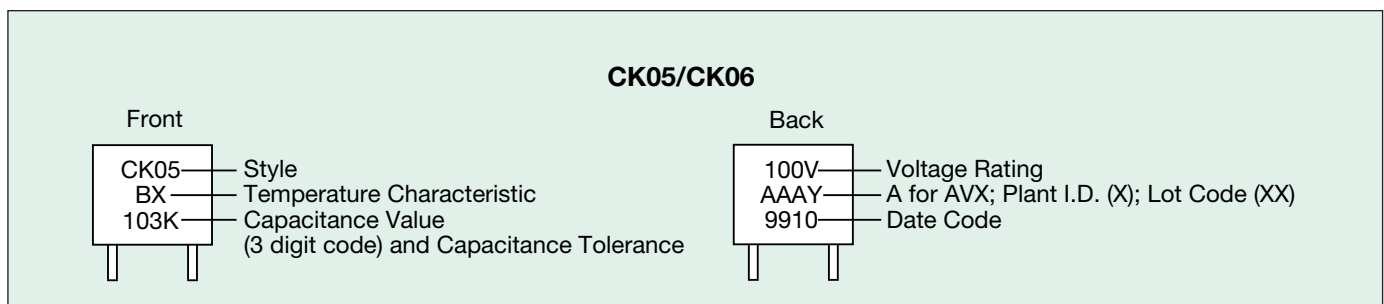 CK05/CK06
Front
CK05
Style
BX
Temperature Characteristic
103K
Capacitance Value
(3 digit code) and Capacitance Tolerance
Back
100V
Voltage Rating
AAAY
A for AVX; Plant I.D. (X); Lot Code (XX)
9910
Date Code